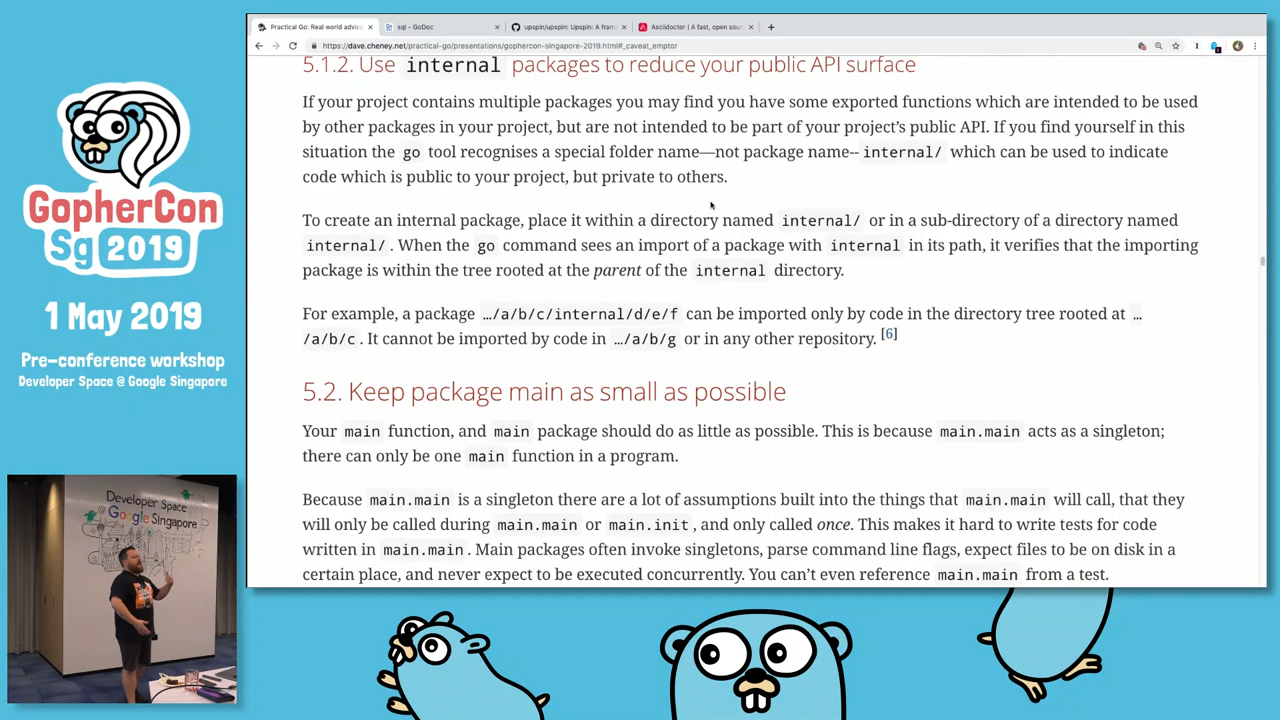 Practical Go: Real world advice
sql - GoDoc
upspin/upspin: Upspin: A fram
Asciidoctor | A fast, open sou
https://dave.cheney.net/practical-go/presentations/gophercon-singapore-2019.html#_caveat_emptor
5.1.2. Use internal packages to reduce your public API surface
If your project contains multiple packages you may find you have some exported functions which are intended to be used
by other packages in your project, but are not intended to be part of your project’s public API. If you find yourself in this
situation the go tool recognises a special folder name—not package name-- internal/ which can be used to indicate
code which is public to your project, but private to others.
To create an internal package, place it within a directory named internal/ or in a sub-directory of a directory named
internal/. When the go command sees an import of a package with internal in its path, it verifies that the importing
package is within the tree rooted at the parent of the internal directory.
For example, a package …/a/b/c/internal/d/e/f can be imported only by code in the directory tree rooted at …
/a/b/c. It cannot be imported by code in …/a/b/g or in any other repository. [6]
5.2. Keep package main as small as possible
Your main function, and main package should do as little as possible. This is because main.main acts as a singleton;
there can only be one main function in a program.
Because main.main is a singleton there are a lot of assumptions built into the things that main.main will call, that they
will only be called during main.main or main.init, and only called once. This makes it hard to write tests for code
written in main.main. Main packages often invoke singletons, parse command line flags, expect files to be on disk in a
certain place, and never expect to be executed concurrently. You can’t even reference main.main from a test.
GopherCon
Sg 2019
1 May 2019
Pre-conference workshop
Developer Space @ Google Singapore
Developer Space
@ Google Singapore